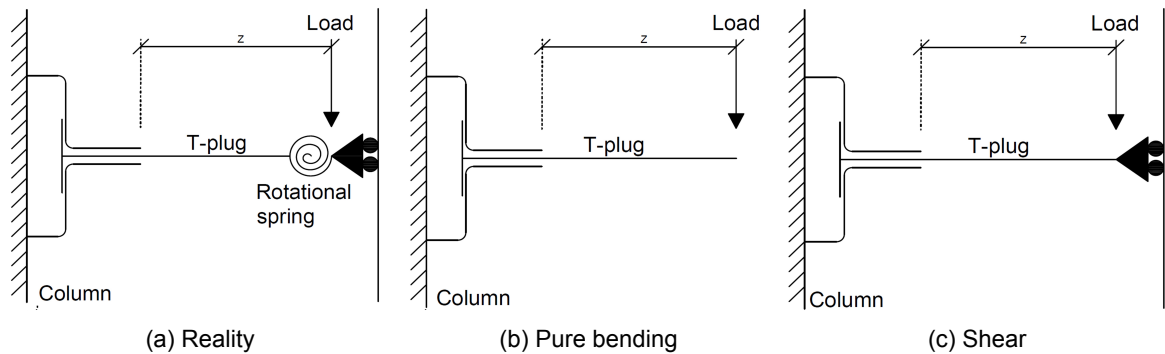 Load
z
T-plug
Rotational
spring
Column
(a) Reality
Load
z
T-plug
Column
(b) Pure bending
Load
z
T-plug
Column
(c) Shear